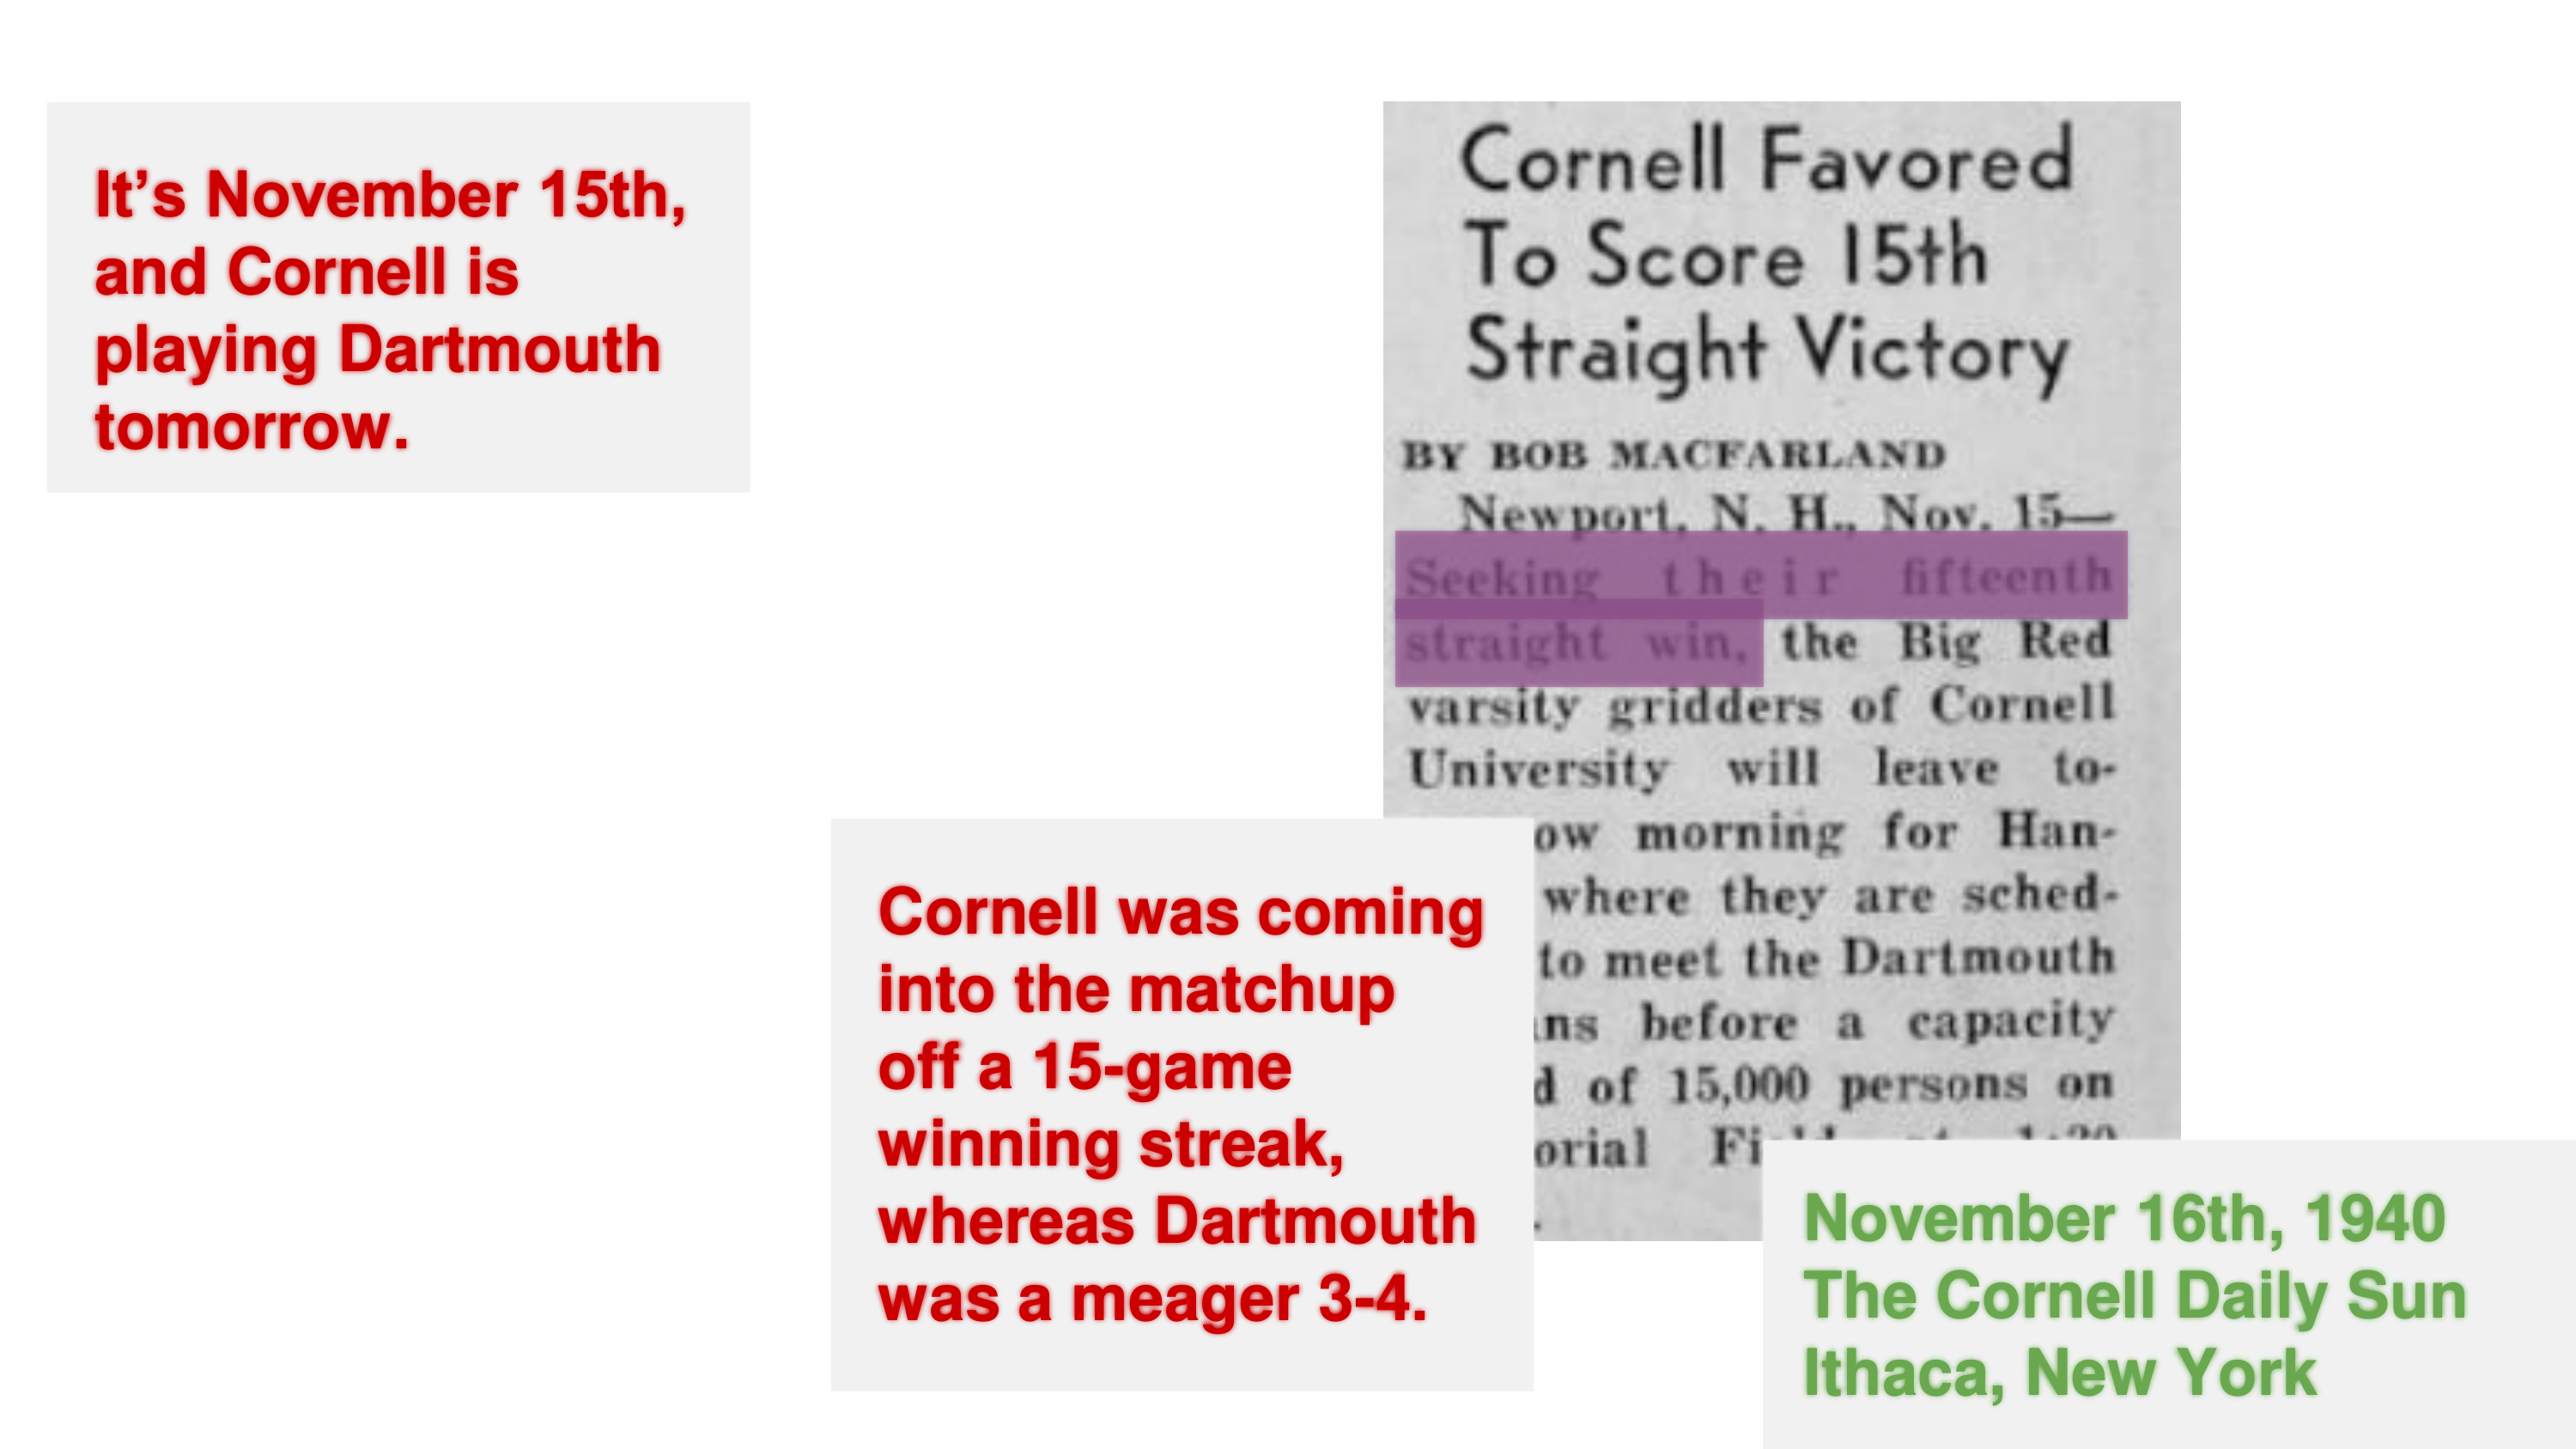 It’s November 15th,
and Cornell is
playing Dartmouth
tomorrow.
Cornell Favored
To Score 15th
Straight Victory
BY BOB MACFARLAND
Newport, N. H., Nov. 15—
Seeking their fifteenth
straight win, the Big Red
varsity gridders of Cornell
University will leave to-
ow morning for Han-
where they are sched-
to meet the Dartmouth
ns before a capacity
d of 15,000 persons on
orial
Cornell was coming
into the matchup
off a 15-game
winning streak,
whereas Dartmouth
was a meager 3-4.
November 16th, 1940
The Cornell Daily Sun
Ithaca, New York